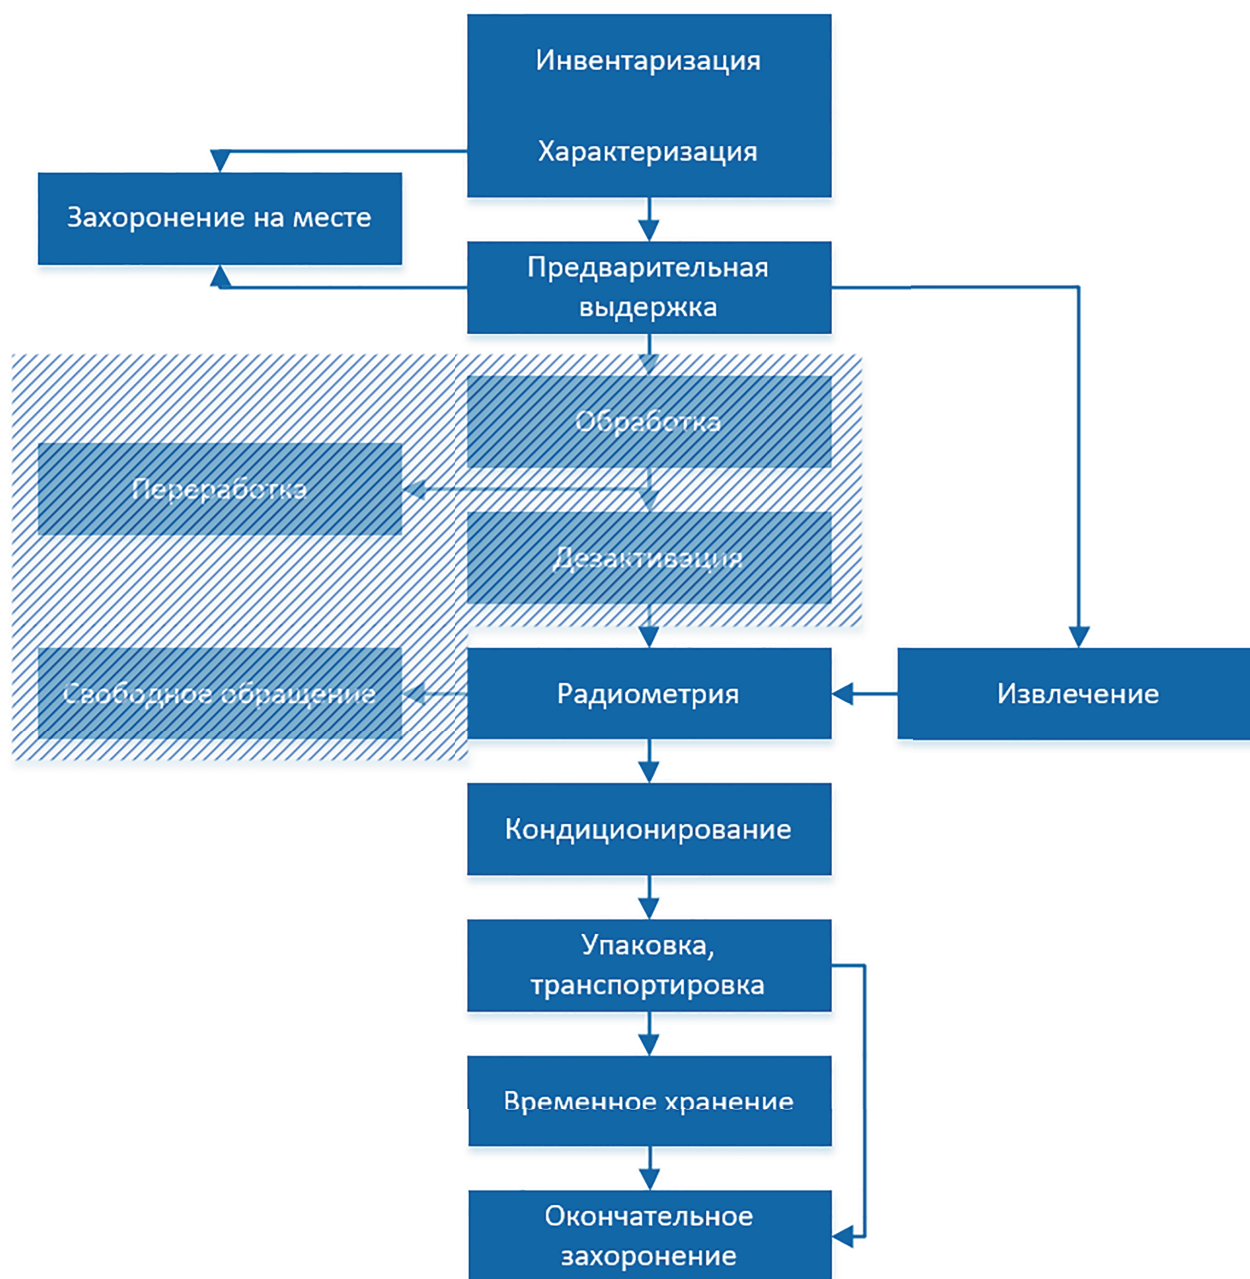 Инвентаризация
Характеризация
Захоронение на месте
Предварительная
выдержка
Обработка
Переработка
Дезактивация
Свободное обращение
Радиометрия
Извлечение
Кондиционирование
Упаковка,
транспортировка
Временное хранение
Окончательное
захоронение